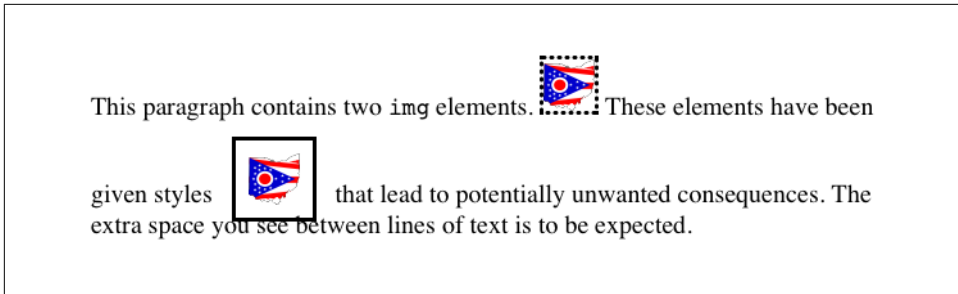 This paragraph contains two img elements. These elements have been
given styles that lead to potentially unwanted consequences. The
extra space you see between lines of text is to be expected.